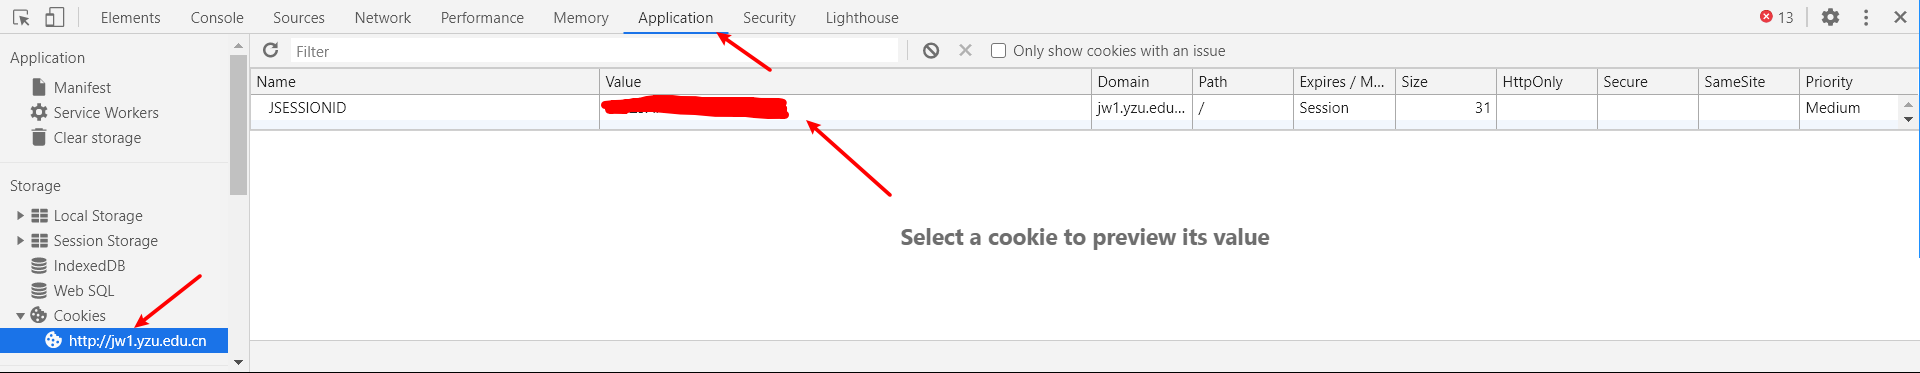 Elements Console Sources Network Performance Memory Application Security Lighthouse 13
Application
Manifest
Service Workers
Clear storage
Storage
Local Storage
Session Storage
IndexedDB
Web SQL
Cookies
http://jw1.yzu.edu.cn
Filter Only show cookies with an issue
Name Value Domain Path Expires / M... Size HttpOnly Secure SameSite Priority
JSESSIONID jw1.yzu.edu... / Session 31 Medium
Select a cookie to preview its value